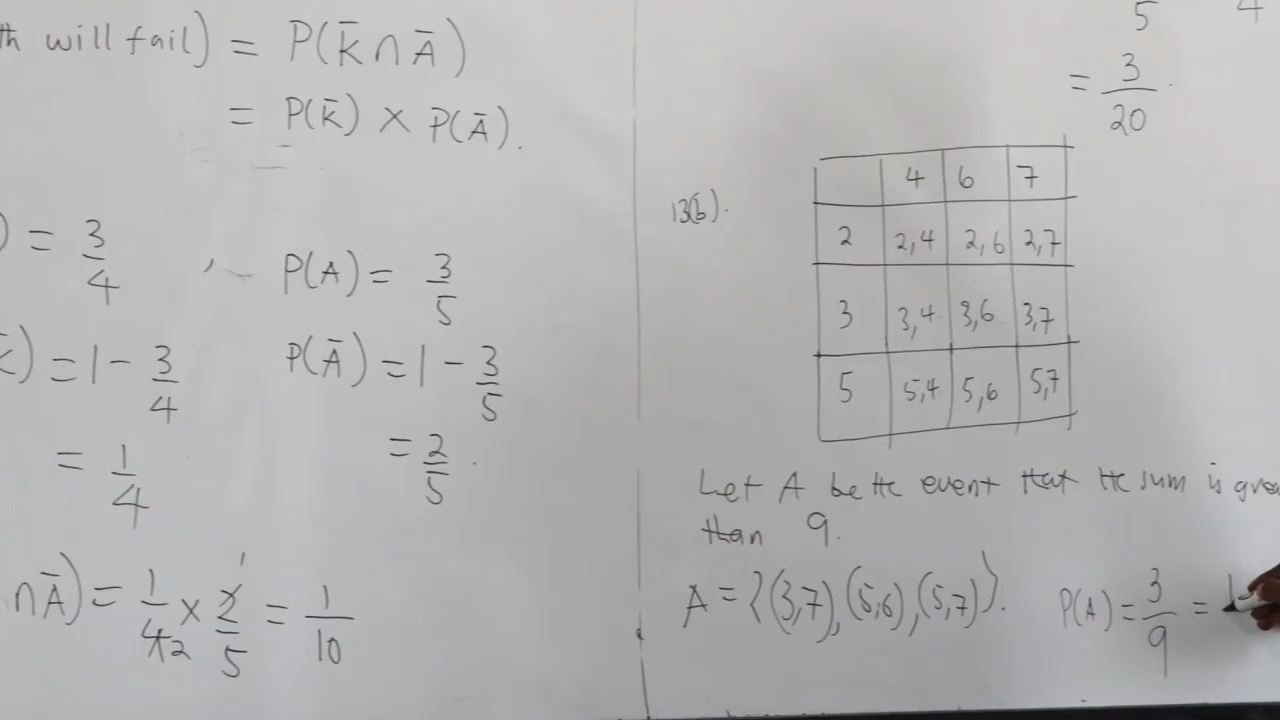 th will fail) = P(K̄ ∩ Ā)
= P(K̄) × P(Ā).
) = 3/4 , P(A) = 3/5
K̄) = 1 - 3/4 P(Ā) = 1 - 3/5
= 1/4 = 2/5.
∩ Ā) = 1/4 2 × 2 1/5 = 1/10
5 4
= 3/20.
13(b).
4 6 7
2 2,4 2,6 2,7
3 3,4 3,6 3,7
5 5,4 5,6 5,7
Let A be the event that the sum is grea
than 9.
A = {(3,7), (5,6), (5,7)}. P(A) = 3/9 = 1